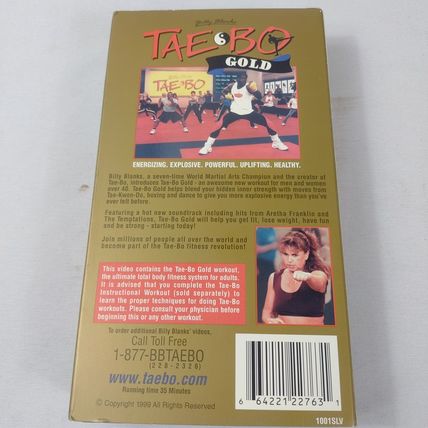 Billy Blanks
TAE BO
GOLD
TAE BO
ENERGIZING. EXPLOSIVE. POWERFUL. UPLIFTING. HEALTHY.
Billy Blanks, a seven-time World Martial Arts Champion and the creator of
Tae-Bo, introduces Tae-Bo Gold - an awesome new workout for men and women
over 40. Tae-Bo Gold helps blend your hidden inner strength with moves from
Tae-Kwon-Do, boxing and dance to give you more explosive energy than you've
ever felt before.
Featuring a hot new soundtrack including hits from Aretha Franklin and
The Temptations, Tae-Bo Gold will help you get fit, lose weight, have fun
and be strong - starting today!
Join millions of people all over the world and
become part of the Tae-Bo fitness revolution!
This video contains the Tae-Bo Gold workout,
the ultimate total body fitness system for adults.
It is advised that you complete the Tae-Bo
Instructional Workout (sold separately) to
learn the proper techniques for doing Tae-Bo
workouts. Please consult your physician before
beginning this or any other workout.
To order additional Billy Blanks' videos,
Call Toll Free
1-877-BBTAEBO
(228-2326)
www.taebo.com
Running time 35 Minutes
© Copyright 1999 All Rights Reserved
6 64221 22763 1
1001SLV